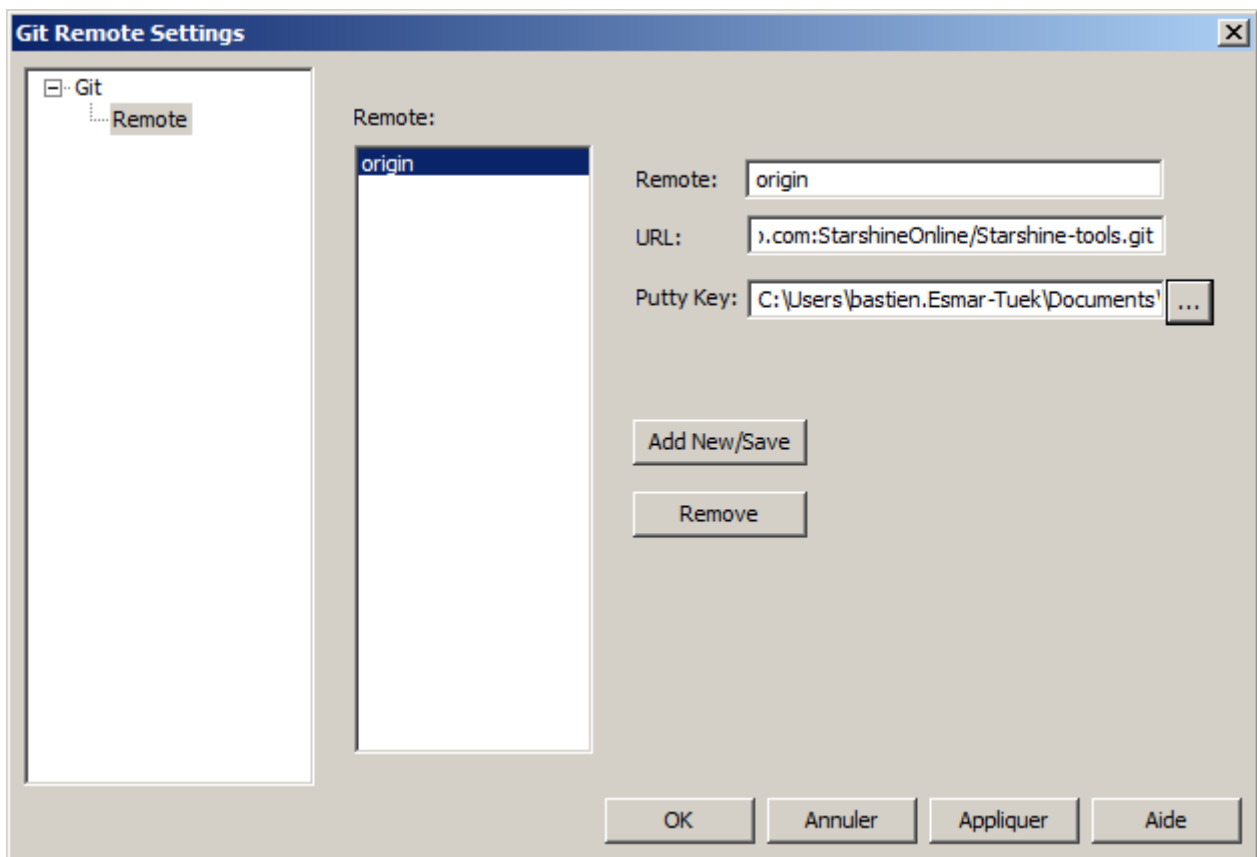 Git Remote Settings
Git
Remote
Remote:
origin
Remote: origin
URL: .com:StarshineOnline/Starshine-tools.git
Putty Key: C:\Users\bastien.Esmar-Tuek\Documents\ ...
Add New/Save
Remove
OK Annuler Appliquer Aide